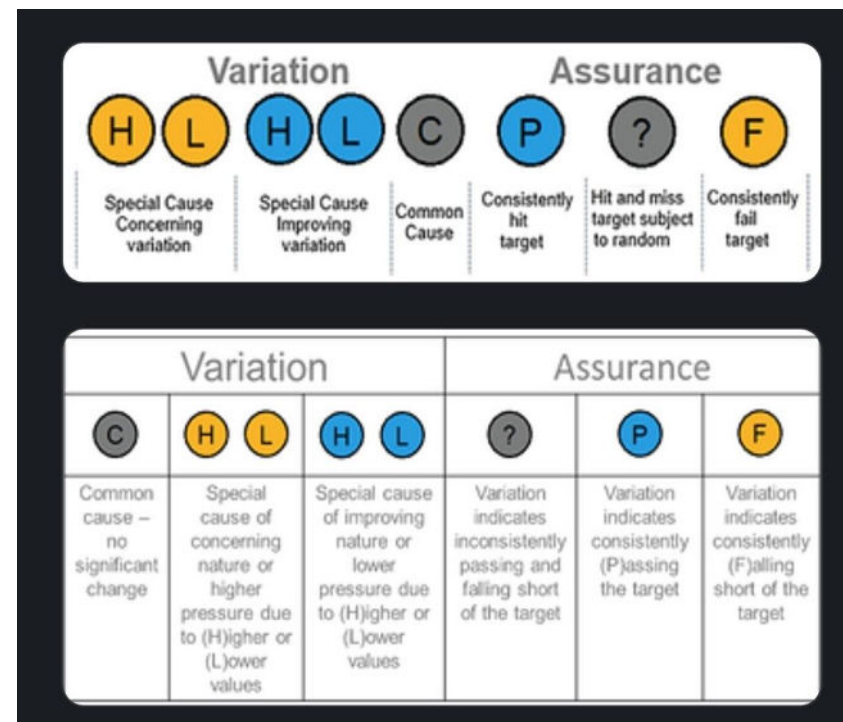 Variation
Assurance
H L H L C P ? F
Special Cause
Concerning
variation
Special Cause
Improving
variation
Common
Cause
Consistently
hit
target
Hit and miss
target subject
to random
Consistently
fail
target
Variation
Assurance
C H L H L ? P F
Common
cause –
no
significant
change
Special
cause of
concerning
nature or
higher
pressure due
to (H)igher or
(L)ower
values
Special cause
of improving
nature or
lower
pressure due
to (H)igher or
(L)ower
values
Variation
indicates
inconsistently
passing and
falling short
of the target
Variation
indicates
consistently
(P)assing
the target
Variation
indicates
consistently
(F)alling
short of the
target